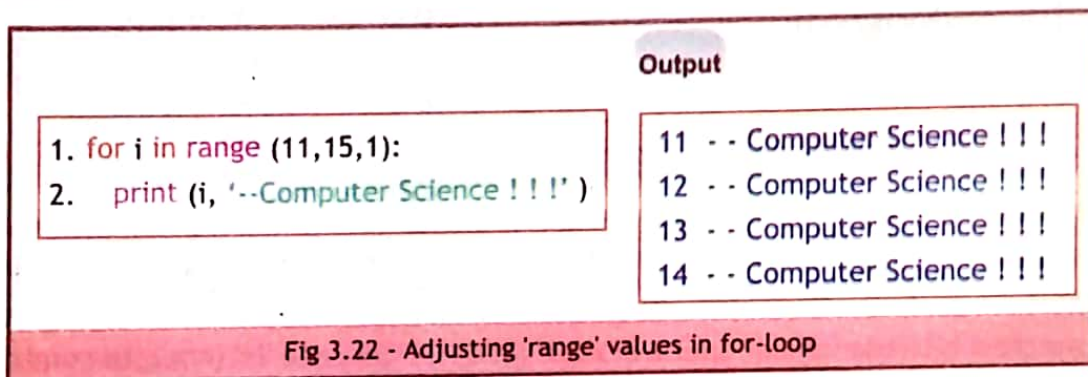 Output
1. for i in range (11,15,1):
2. print (i, '--Computer Science ! ! !' )
11 - - Computer Science ! ! !
12 - - Computer Science ! ! !
13 - - Computer Science ! ! !
14 - - Computer Science ! ! !
Fig 3.22 - Adjusting 'range' values in for-loop